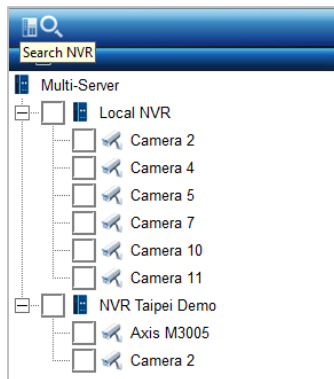 Search NVR
Multi-Server
Local NVR
Camera 2
Camera 4
Camera 5
Camera 7
Camera 10
Camera 11
NVR Taipei Demo
Axis M3005
Camera 2